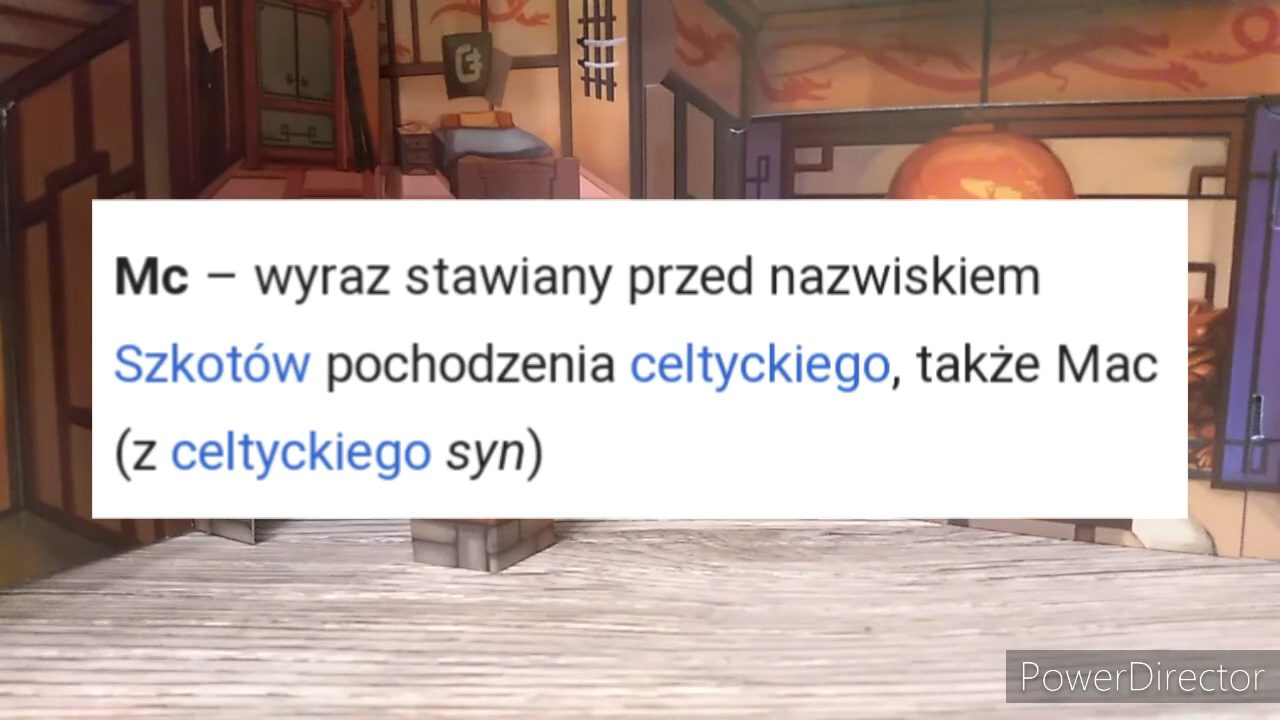 Mc – wyraz stawiany przed nazwiskiem
Szkotów pochodzenia celtyckiego, także Mac
(z celtyckiego syn)
PowerDirector